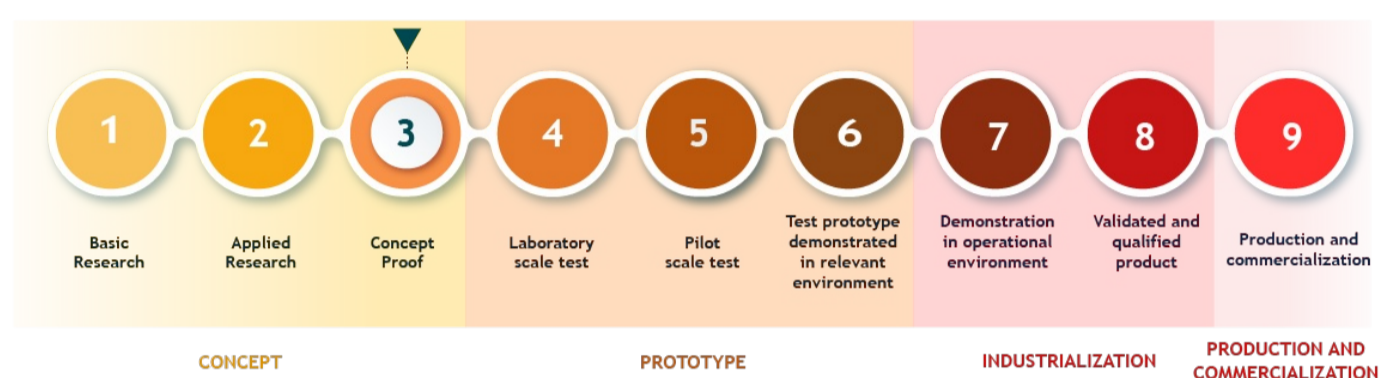 1
2
3
4
5
6
7
8
9
Basic
Research
Applied
Research
Concept
Proof
Laboratory
scale test
Pilot
scale test
Test prototype
demonstrated
in relevant
environment
Demonstration
in operational
environment
Validated and
qualified
product
Production and
commercialization
CONCEPT
PROTOTYPE
INDUSTRIALIZATION
PRODUCTION AND
COMMERCIALIZATION